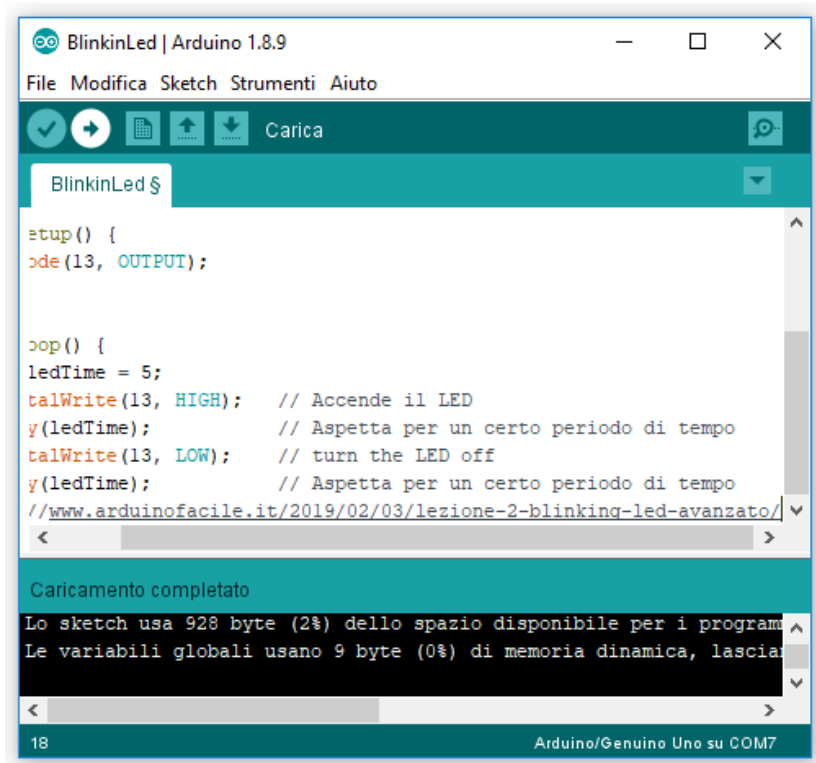 BlinkinLed | Arduino 1.8.9
File Modifica Sketch Strumenti Aiuto
Carica
BlinkinLed §
etup() {
ode(13, OUTPUT);
oop() {
ledTime = 5;
talWrite(13, HIGH);   // Accende il LED
y(ledTime);           // Aspetta per un certo periodo di tempo
talWrite(13, LOW);    // turn the LED off
y(ledTime);           // Aspetta per un certo periodo di tempo
//www.arduinofacile.it/2019/02/03/lezione-2-blinking-led-avanzato/
Caricamento completato
Lo sketch usa 928 byte (2%) dello spazio disponibile per i program
Le variabili globali usano 9 byte (0%) di memoria dinamica, lascian
18
Arduino/Genuino Uno su COM7